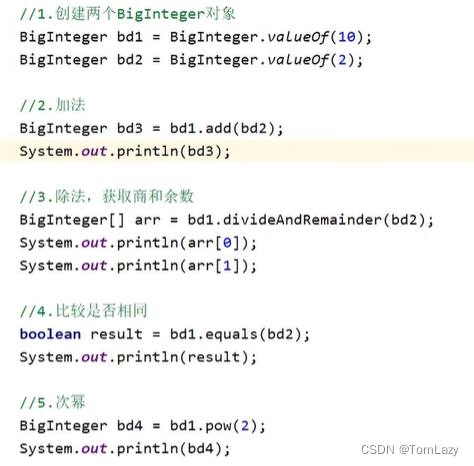 //1.创建两个BigInteger对象
BigInteger bd1 = BigInteger.valueOf(10);
BigInteger bd2 = BigInteger.valueOf(2);
//2.加法
BigInteger bd3 = bd1.add(bd2);
System.out.println(bd3);
//3.除法，获取商和余数
BigInteger[] arr = bd1.divideAndRemainder(bd2);
System.out.println(arr[0]);
System.out.println(arr[1]);
//4.比较是否相同
boolean result = bd1.equals(bd2);
System.out.println(result);
//5.次幂
BigInteger bd4 = bd1.pow(2);
System.out.println(bd4);
CSDN @TomLazy